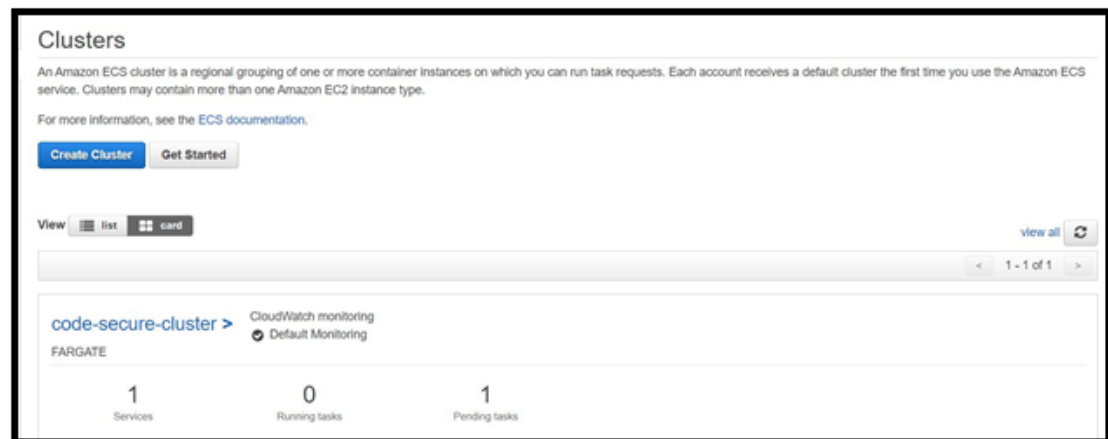 Clusters
An Amazon ECS cluster is a regional grouping of one or more container instances on which you can run task requests. Each account receives a default cluster the first time you use the Amazon ECS
service. Clusters may contain more than one Amazon EC2 instance type.
For more information, see the ECS documentation.
Create Cluster Get Started
View list card
view all
< 1 - 1 of 1 >
code-secure-cluster >
CloudWatch monitoring
Default Monitoring
FARGATE
1 0 1
Services Running tasks Pending tasks